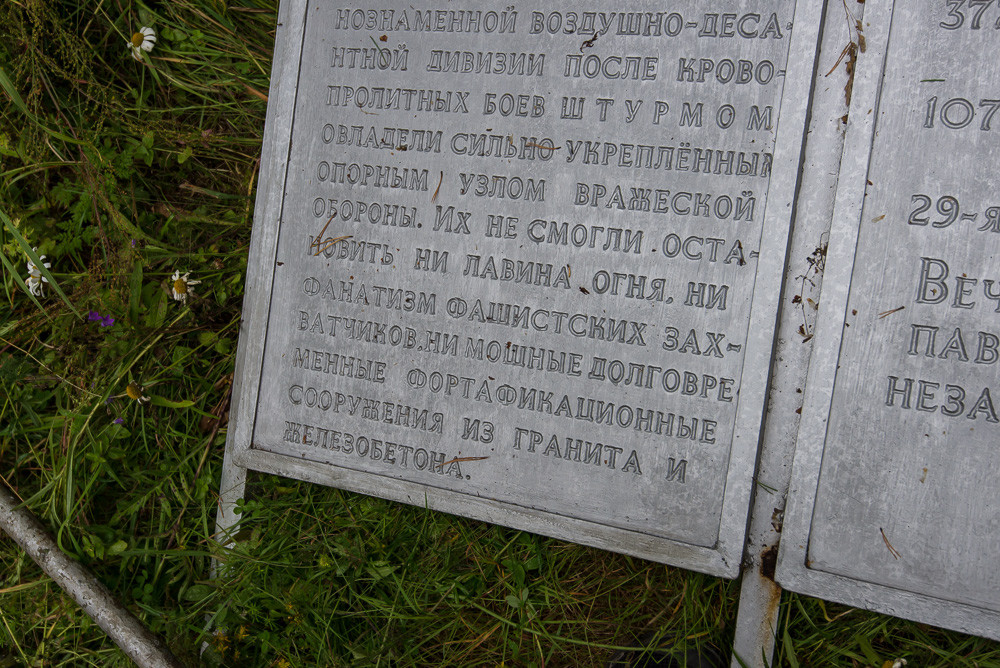 НОЗНАМЕННОЙ ВОЗДУШНО-ДЕСА-
НТНОЙ ДИВИЗИИ ПОСЛЕ КРОВО-
ПРОЛИТНЫХ БОЕВ ШТУРМОМ
ОВЛАДЕЛИ СИЛЬНО УКРЕПЛЁННЫМ
ОПОРНЫМ УЗЛОМ ВРАЖЕСКОЙ
ОБОРОНЫ. ИХ НЕ СМОГЛИ ОСТА-
НОВИТЬ НИ ЛАВИНА ОГНЯ, НИ
ФАНАТИЗМ ФАШИСТСКИХ ЗАХ-
ВАТЧИКОВ, НИ МОЩНЫЕ ДОЛГОВРЕ
МЕННЫЕ ФОРТАФИКАЦИОННЫЕ
СООРУЖЕНИЯ ИЗ ГРАНИТА И
ЖЕЛЕЗОБЕТОНА.
107
29-я
Веч
ПАВ
НЕЗА